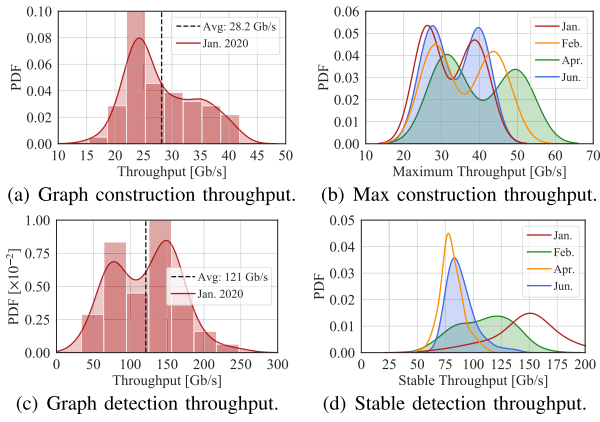 0.10
0.08
0.06
0.04
0.02
0.00
PDF
Avg: 28.2 Gb/s
Jan. 2020
10 15 20 25 30 35 40 45 50
Throughput [Gb/s]
(a) Graph construction throughput.
0.06
0.05
0.04
0.03
0.02
0.01
0.00
PDF
Jan.
Feb.
Apr.
Jun.
10 20 30 40 50 60 70
Maximum Throughput [Gb/s]
(b) Max construction throughput.
1.00
0.75
0.50
0.25
0.00
PDF [×10⁻²]
Avg: 121 Gb/s
Jan. 2020
0 50 100 150 200 250 300
Throughput [Gb/s]
(c) Graph detection throughput.
0.05
0.04
0.03
0.02
0.01
0.00
PDF
Jan.
Feb.
Apr.
Jun.
0 25 50 75 100 125 150 175 200
Stable Throughput [Gb/s]
(d) Stable detection throughput.